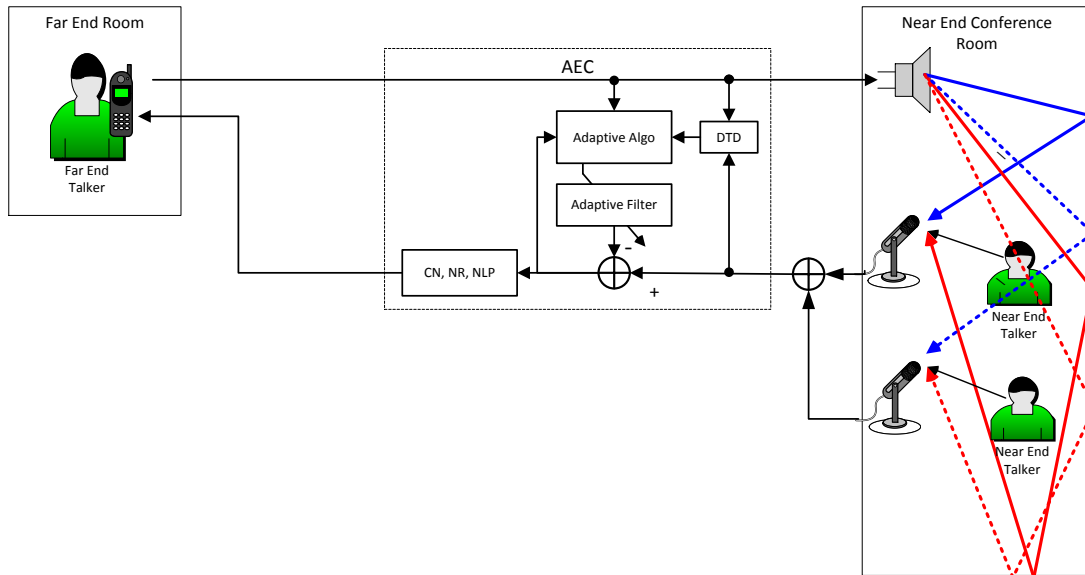 Far End Room
Far End
Talker
AEC
Adaptive Algo
DTD
Adaptive Filter
-
CN, NR, NLP
+
Near End Conference
Room
Near End
Talker
Near End
Talker